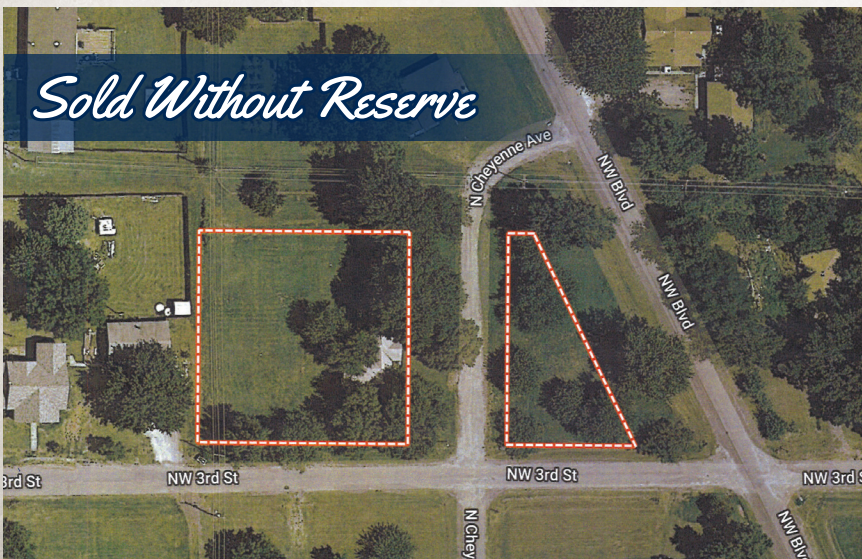 Sold Without Reserve
N Cheyenne Ave
NW Blvd
NW Blvd
3rd St
NW 3rd St
NW 3rd St
NW 3rd S
N Chey
NW Blv